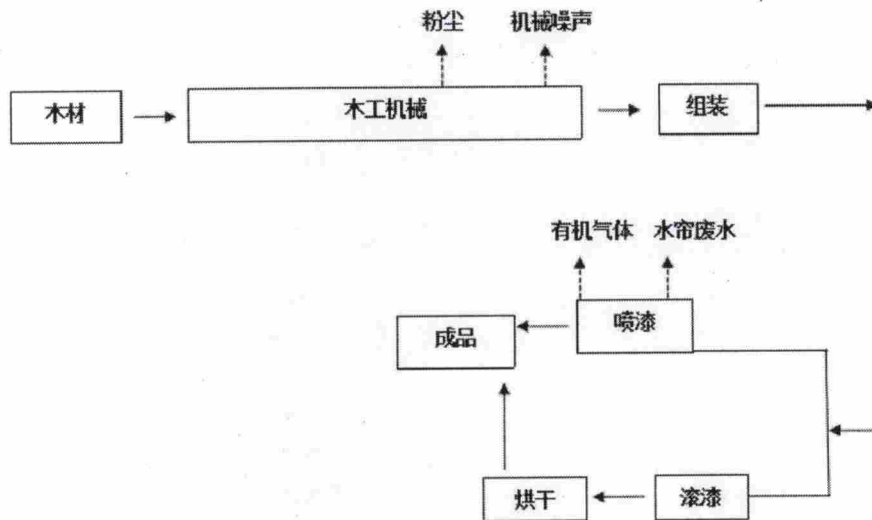 粉尘 机械噪声
木材 木工机械 组装
有机气体 水帘废水
喷漆
成品
烘干 滚漆